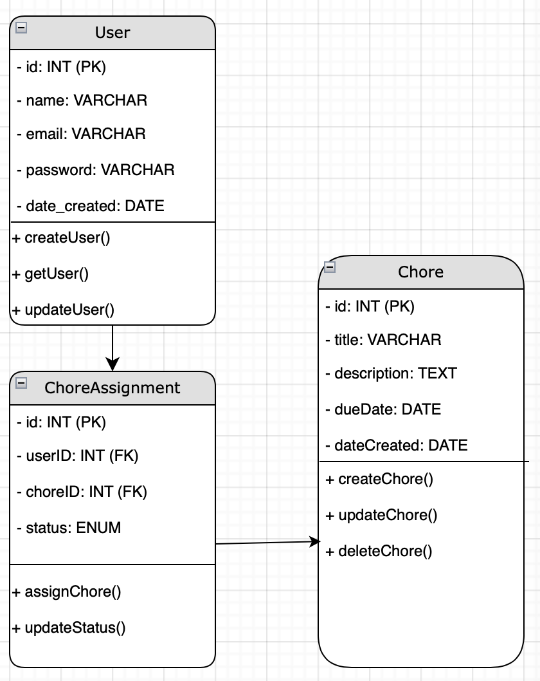 User
- id: INT (PK)
- name: VARCHAR
- email: VARCHAR
- password: VARCHAR
- date_created: DATE
+ createUser()
+ getUser()
+ updateUser()
ChoreAssignment
- id: INT (PK)
- userID: INT (FK)
- choreID: INT (FK)
- status: ENUM
+ assignChore()
+ updateStatus()
Chore
- id: INT (PK)
- title: VARCHAR
- description: TEXT
- dueDate: DATE
- dateCreated: DATE
+ createChore()
+ updateChore()
+ deleteChore()